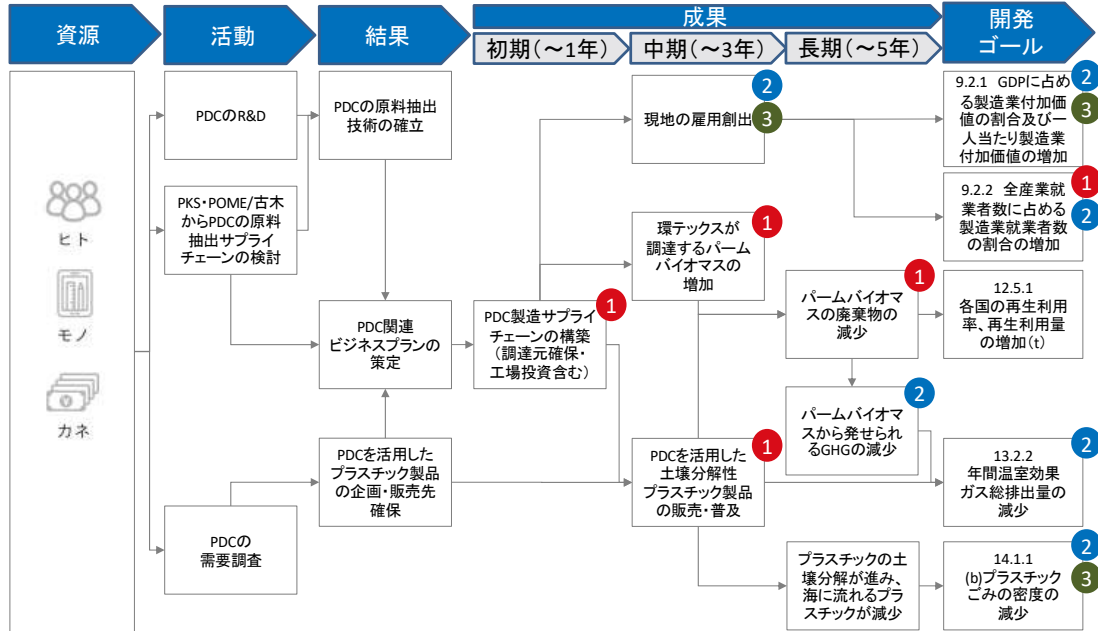 資源
活動
結果
成果
初期(～1年)
中期(～3年)
長期(～5年)
開発
ゴール
ヒト
モノ
カネ
PDCのR&D
PKS・POME/古木
からPDCの原料
抽出サプライ
チェーンの検討
PDCの
需要調査
PDCの原料抽出
技術の確立
PDC関連
ビジネスプランの
策定
PDCを活用した
プラスチック製品
の企画・販売先
確保
PDC製造サプライ
チェーンの構築
(調達元確保・
工場投資含む)
1
現地の雇用創出
2
3
環テックスが
調達するパーム
バイオマスの
増加
1
PDCを活用した
土壌分解性
プラスチック製品
の販売・普及
1
パームバイオマ
スの廃棄物の
減少
1
パームバイオマ
スから発せられ
るGHGの減少
2
プラスチックの土
壌分解が進み、
海に流れるプラ
スチックが減少
9.2.1 GDPに占め
る製造業付加価
値の割合及び一
人当たり製造業
付加価値の増加
2
3
9.2.2 全産業就
業者数に占める
製造業就業者数
の割合の増加
1
2
12.5.1
各国の再生利用
率、再生利用量
の増加(t)
13.2.2
年間温室効果
ガス総排出量の
減少
2
14.1.1
(b)プラスチック
ごみの密度の
減少
2
3